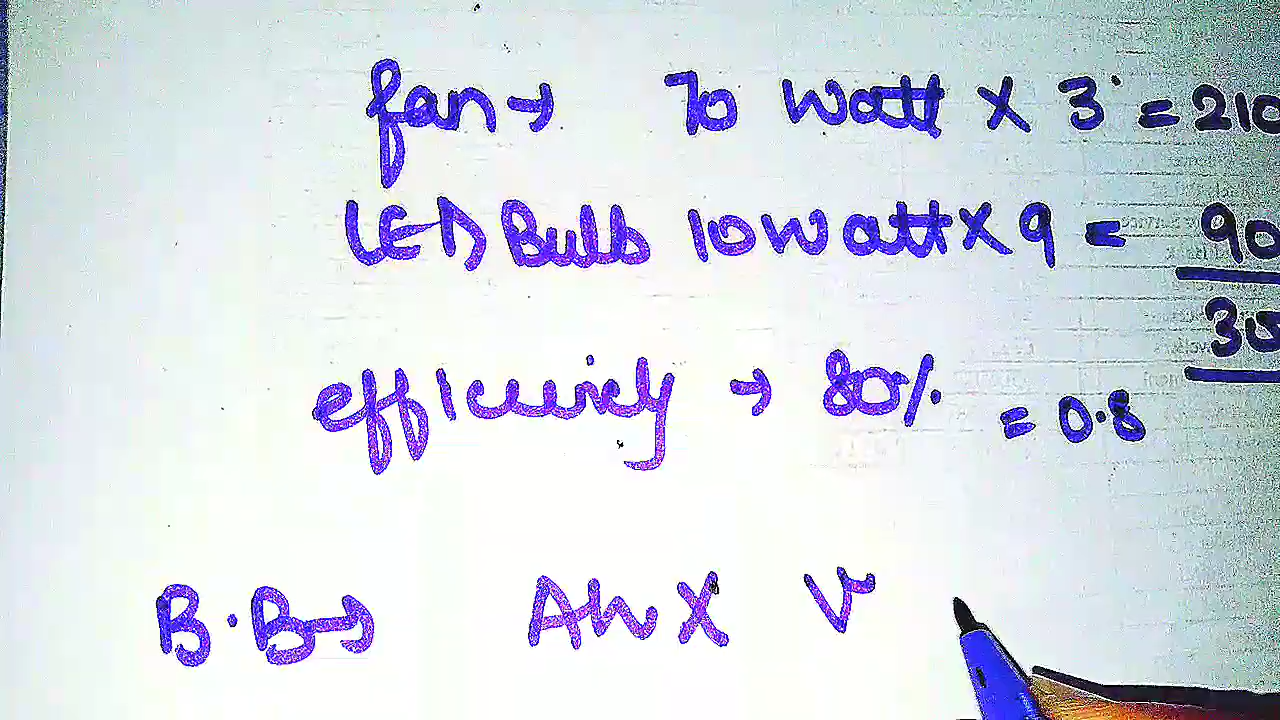 fan → 70 watt X 3 = 210
LED Bulb 10 watt X 9 = 90
30
efficiency → 80% = 0.8
B.B → Ah X V